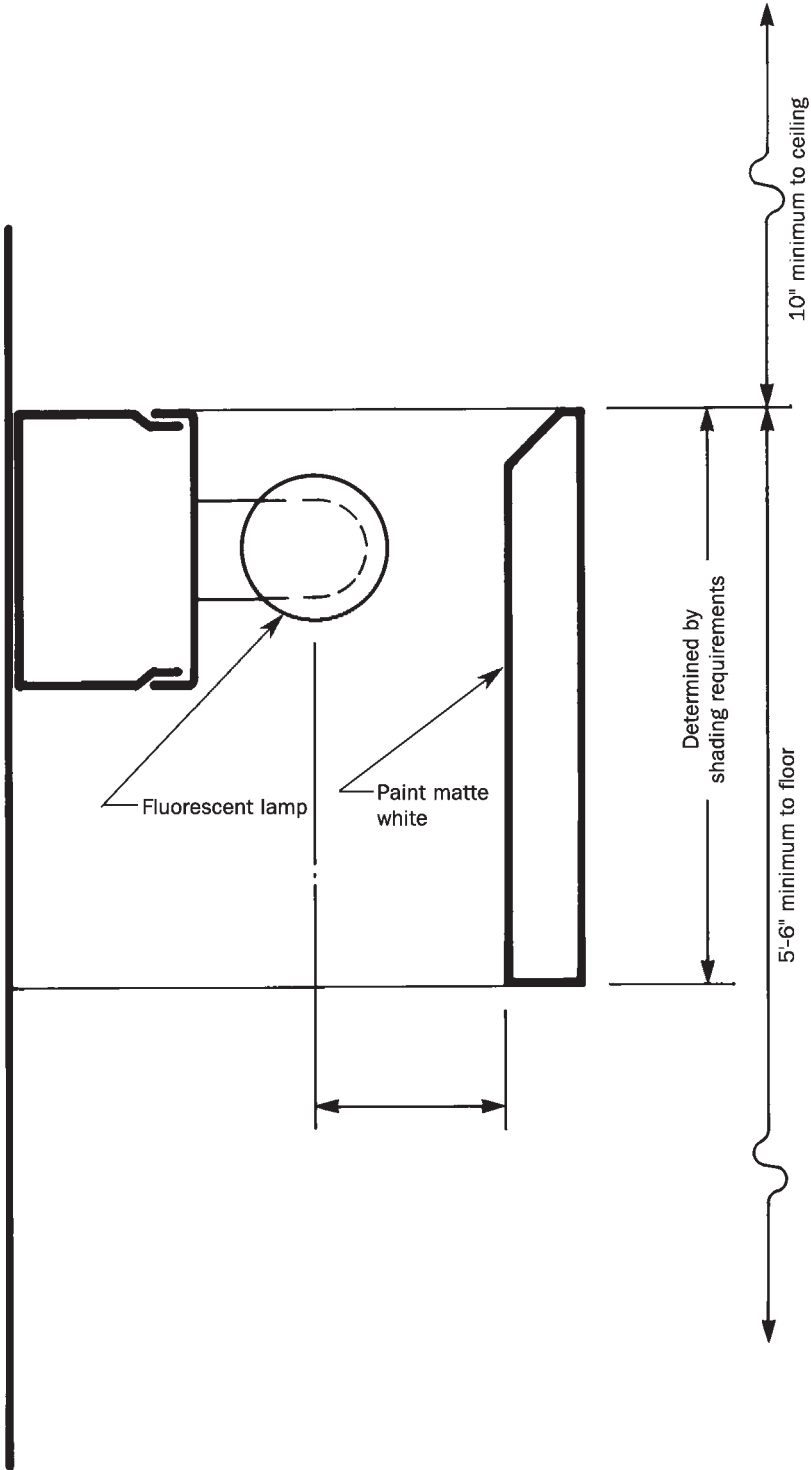 10" minimum to ceiling
Determined by
shading requirements
Fluorescent lamp
Paint matte
white
5'-6" minimum to floor